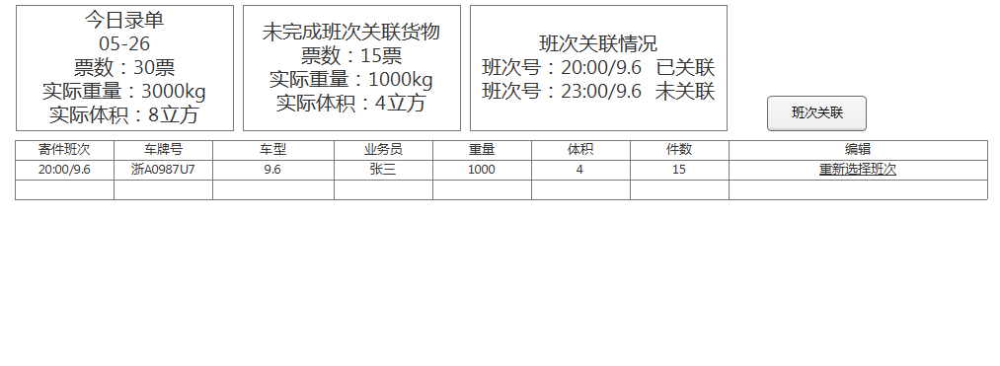 今日录单
05-26
票数：30票
实际重量：3000kg
实际体积：8立方
未完成班次关联货物
票数：15票
实际重量：1000kg
实际体积：4立方
班次关联情况
班次号：20:00/9.6 已关联
班次号：23:00/9.6 未关联
班次关联
寄件班次 车牌号 车型 业务员 重量 体积 件数 编辑
20:00/9.6 浙A0987U7 9.6 张三 1000 4 15 重新选择班次